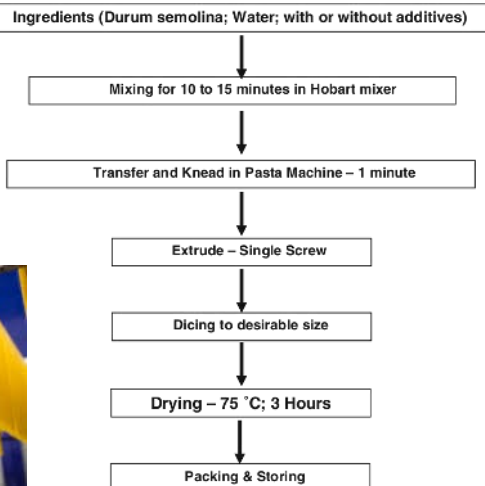 Ingredients (Durum semolina; Water; with or without additives)
Mixing for 10 to 15 minutes in Hobart mixer
Transfer and Knead in Pasta Machine – 1 minute
Extrude – Single Screw
Dicing to desirable size
Drying – 75 ˚C; 3 Hours
Packing & Storing